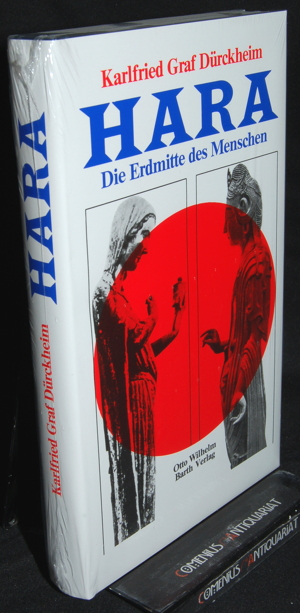 Karlfried Graf Dürckheim
HARA
Die Erdmitte des Menschen
Otto Wilhelm
Barth Verlag
HARA
Karlfried Graf Dürckheim
COMENIUS ANTIQUARIAT
COMENIUS ANTIQUARIAT